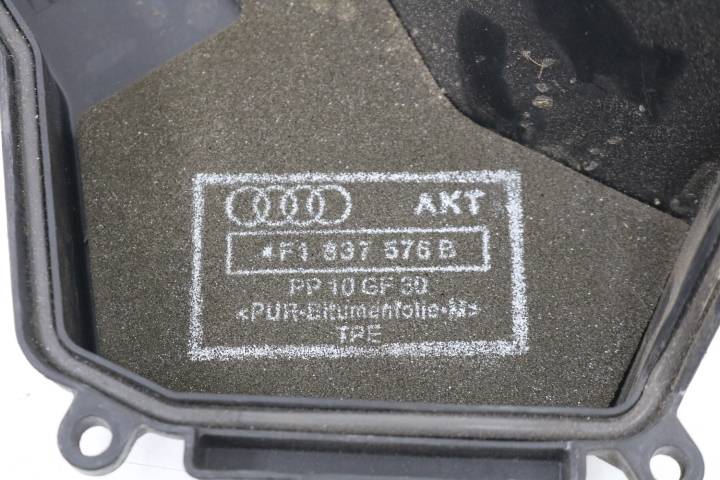 AKT
4F1 837 576 B
PP 10 GF 30
<PUR-Bitumenfolie-M>
TPE